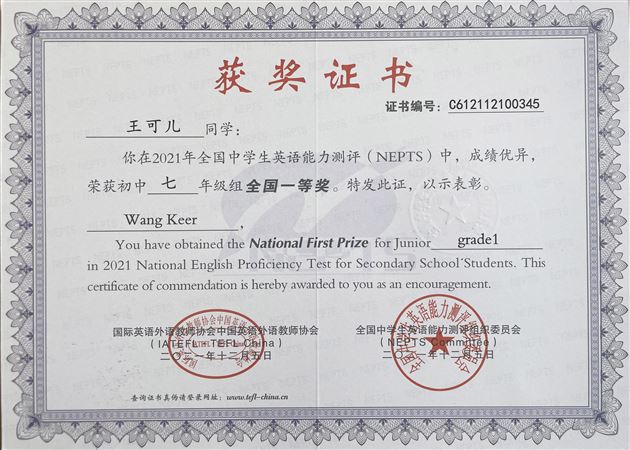 获奖证书
证书编号：C612112100345
王可儿 同学：
你在2021年全国中学生英语能力测评（NEPTS）中，成绩优异，
荣获初中 七 年级组全国一等奖。特发此证，以示表彰。
Wang Keer ,
You have obtained the National First Prize for Junior grade1
in 2021 National English Proficiency Test for Secondary School Students. This
certificate of commendation is hereby awarded to you as an encouragement.
国际英语外语教师协会中国英语外语教师协会
（IATEFL-TEFL China）
二〇二一年十二月五日
全国中学生英语能力测评组织委员会
（NEPTS Committee）
二〇二一年十二月五日
查询证书真伪请登录网址：www.tefl-china.cn